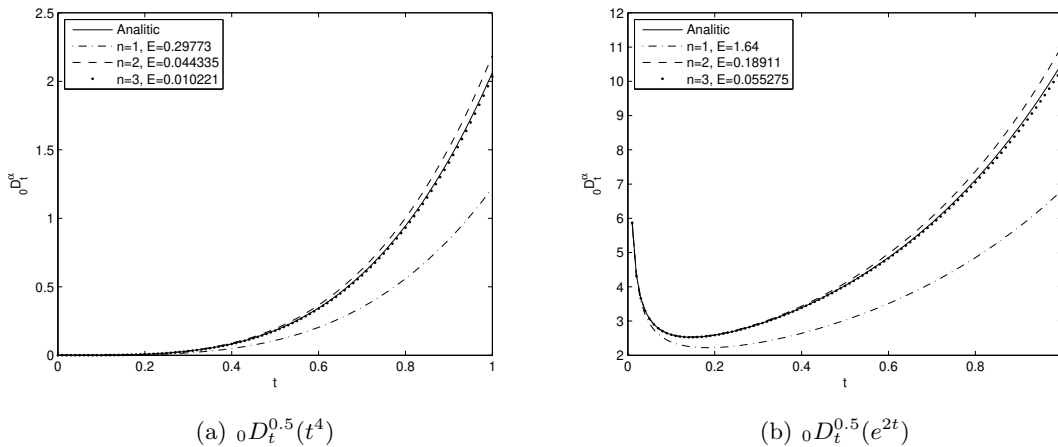 Analitic
n=1, E=0.29773
n=2, E=0.044335
n=3, E=0.010221
2.5
2
1.5
1
0.5
0
₀Dₜᵅ
0 0.2 0.4 0.6 0.8 1
t
(a) ₀Dₜ⁰·⁵(t⁴)
Analitic
n=1, E=1.64
n=2, E=0.18911
n=3, E=0.055275
12
11
10
9
8
7
6
5
4
3
2
₀Dₜᵅ
0 0.2 0.4 0.6 0.8
t
(b) ₀Dₜ⁰·⁵(e²ᵗ)